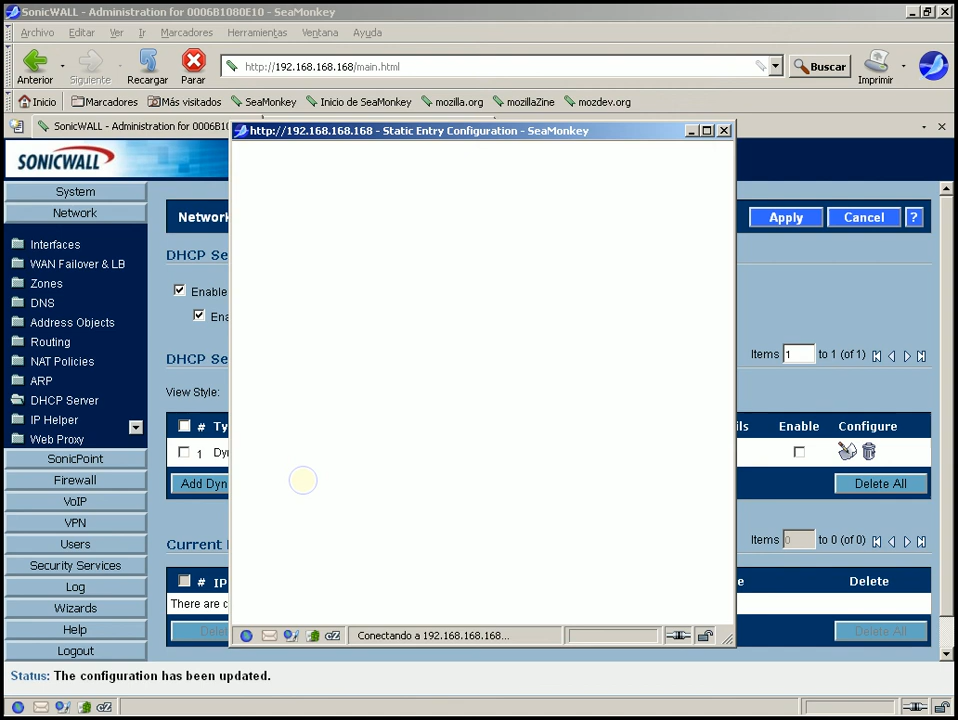 SonicWALL - Administration for 0006B1080E10 - SeaMonkey
Archivo Editar Ver Ir Marcadores Herramientas Ventana Ayuda
Anterior Siguiente Recargar Parar http://192.168.168.168/main.html Buscar Imprimir
Inicio Marcadores Más visitados SeaMonkey Inicio de SeaMonkey mozilla.org mozillaZine mozdev.org
SonicWALL - Administration for 0006B1
http://192.168.168.168 - Static Entry Configuration - SeaMonkey
SONICWALL
System
Network
Interfaces
WAN Failover & LB
Zones
DNS
Address Objects
Routing
NAT Policies
ARP
DHCP Server
IP Helper
Web Proxy
SonicPoint
Firewall
VoIP
VPN
Users
Security Services
Log
Wizards
Help
Logout
Network
Apply Cancel ?
DHCP Se
Enable
Ena
DHCP Se
Items 1 to 1 (of 1)
View Style:
# Ty ils Enable Configure
1 Dyn
Add Dyn Delete All
Current
Items 0 to 0 (of 0)
# IP e Delete
There are c
Dele Delete All
Conectando a 192.168.168.168...
Status: The configuration has been updated.